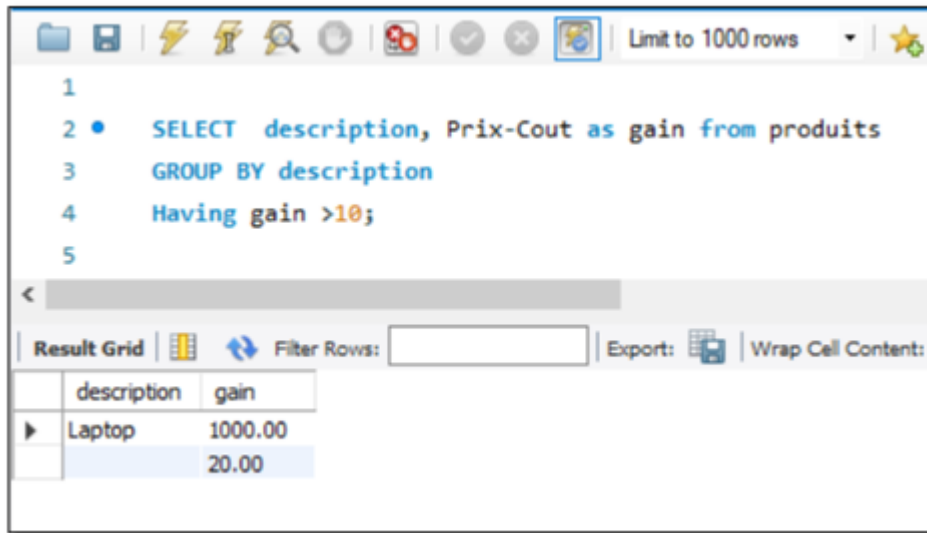 Limit to 1000 rows
1
2 SELECT description, Prix-Cout as gain from produits
3 GROUP BY description
4 Having gain >10;
5
Result Grid Filter Rows: Export: Wrap Cell Content:
description gain
Laptop 1000.00
20.00